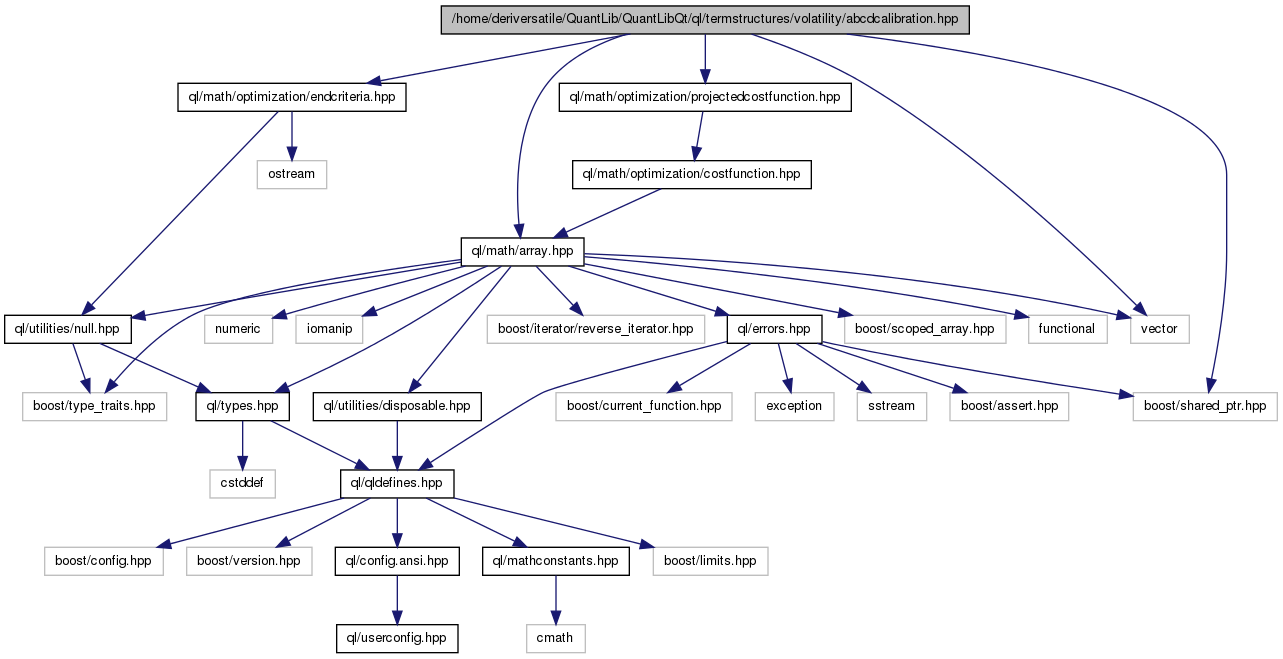 /home/deriversatile/QuantLib/QuantLibQt/ql/termstructures/volatility/abcdcalibration.hpp
ql/math/optimization/endcriteria.hpp
ql/math/optimization/projectedcostfunction.hpp
ostream
ql/math/optimization/costfunction.hpp
ql/math/array.hpp
ql/utilities/null.hpp
numeric
iomanip
boost/iterator/reverse_iterator.hpp
ql/errors.hpp
boost/scoped_array.hpp
functional
vector
boost/type_traits.hpp
ql/types.hpp
ql/utilities/disposable.hpp
boost/current_function.hpp
exception
sstream
boost/assert.hpp
boost/shared_ptr.hpp
cstddef
ql/qldefines.hpp
boost/config.hpp
boost/version.hpp
ql/config.ansi.hpp
ql/mathconstants.hpp
boost/limits.hpp
ql/userconfig.hpp
cmath